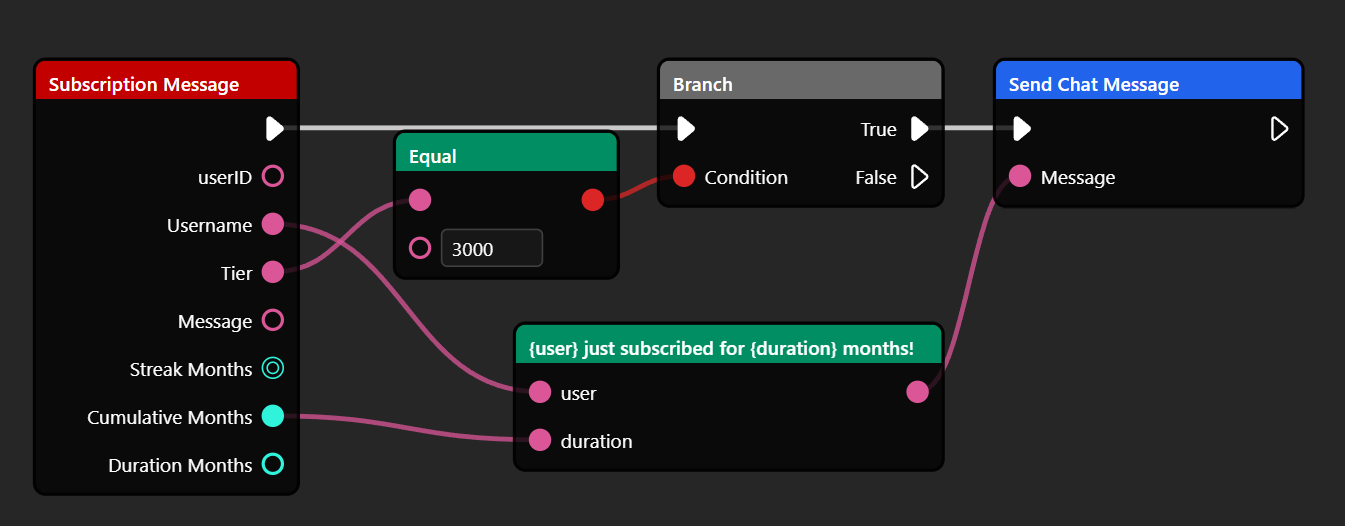 Subscription Message
userID
Username
Tier
Message
Streak Months
Cumulative Months
Duration Months
Equal
3000
{user} just subscribed for {duration} months!
user
duration
Branch
True
Condition
False
Send Chat Message
Message